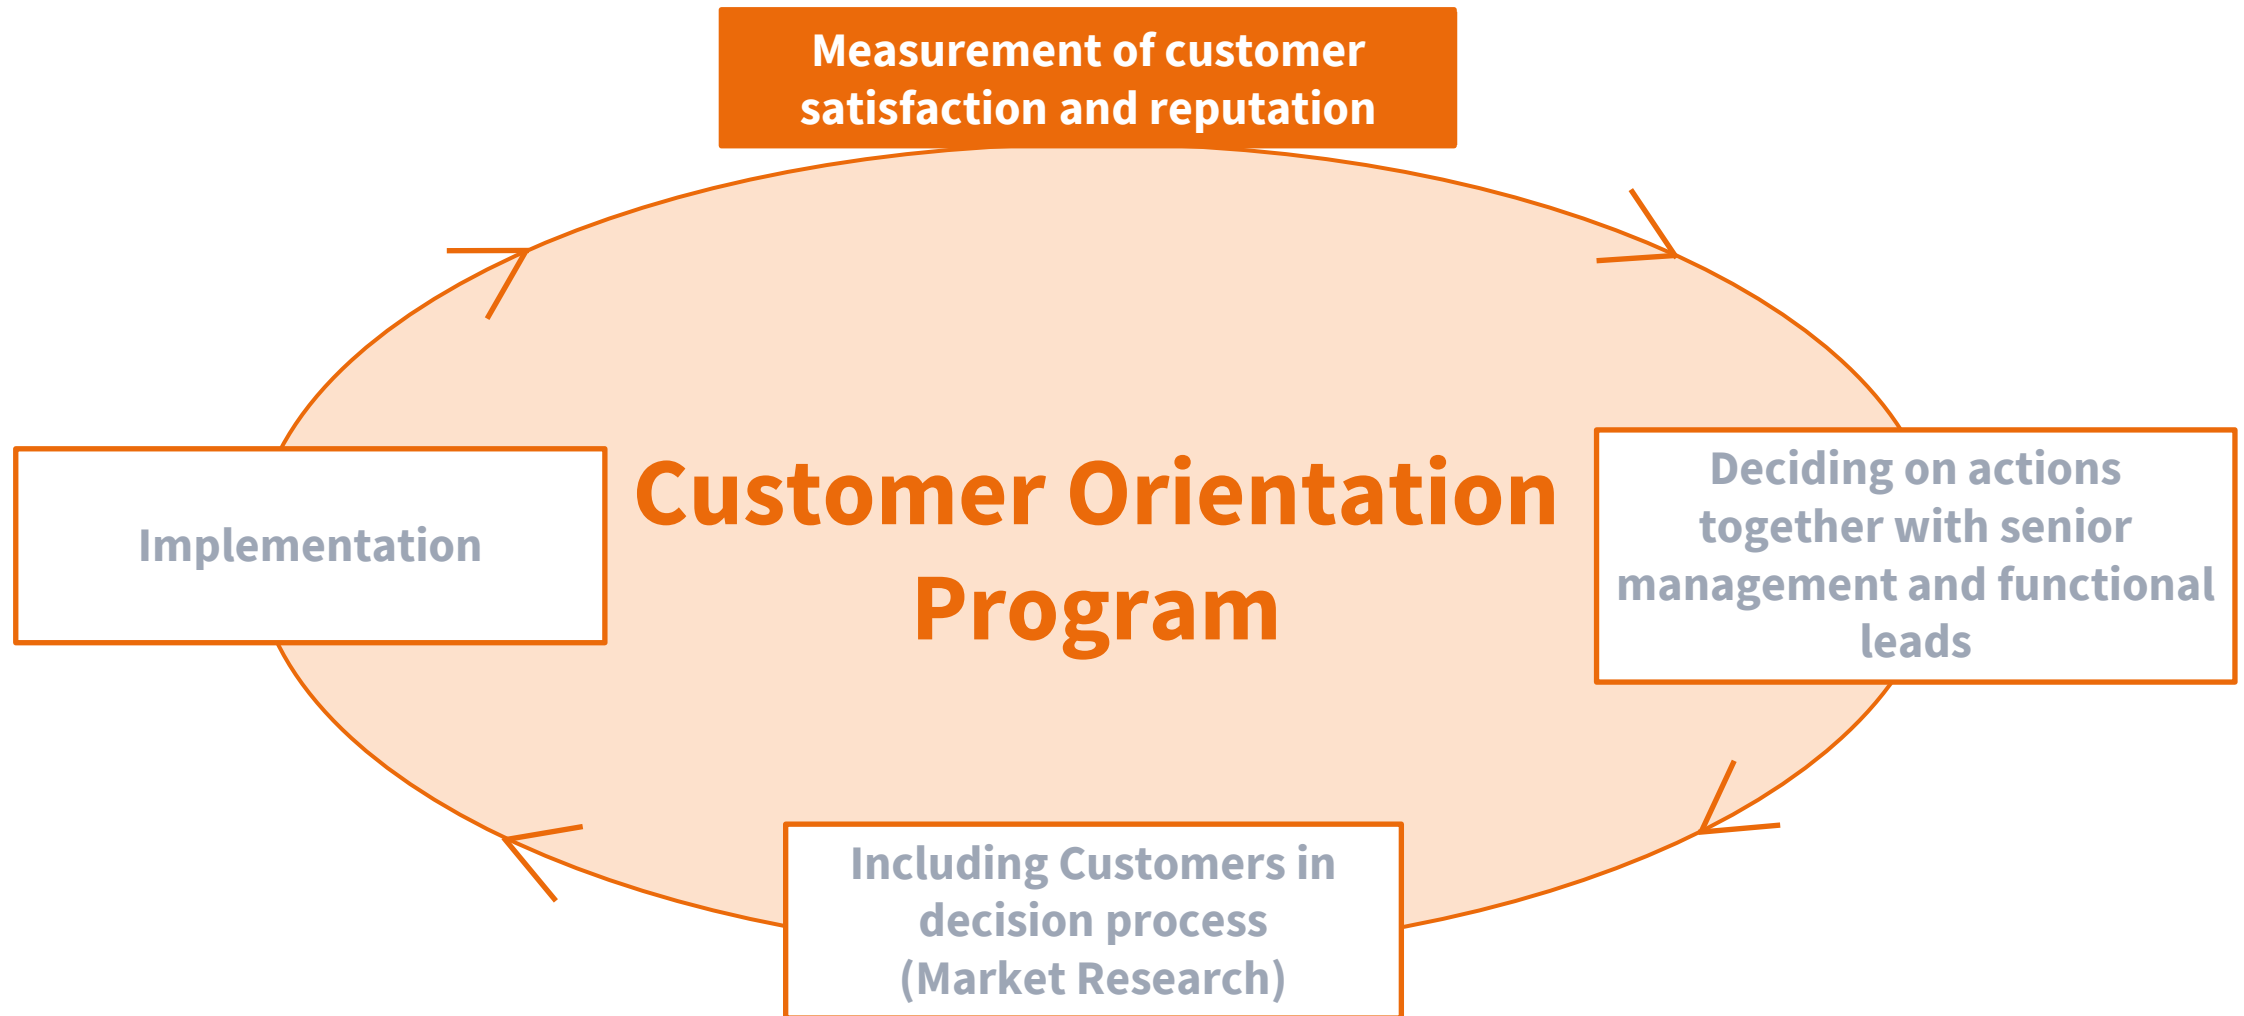 Measurement of customer
satisfaction and reputation
Customer Orientation
Program
Implementation
Deciding on actions
together with senior
management and functional
leads
Including Customers in
decision process
(Market Research)